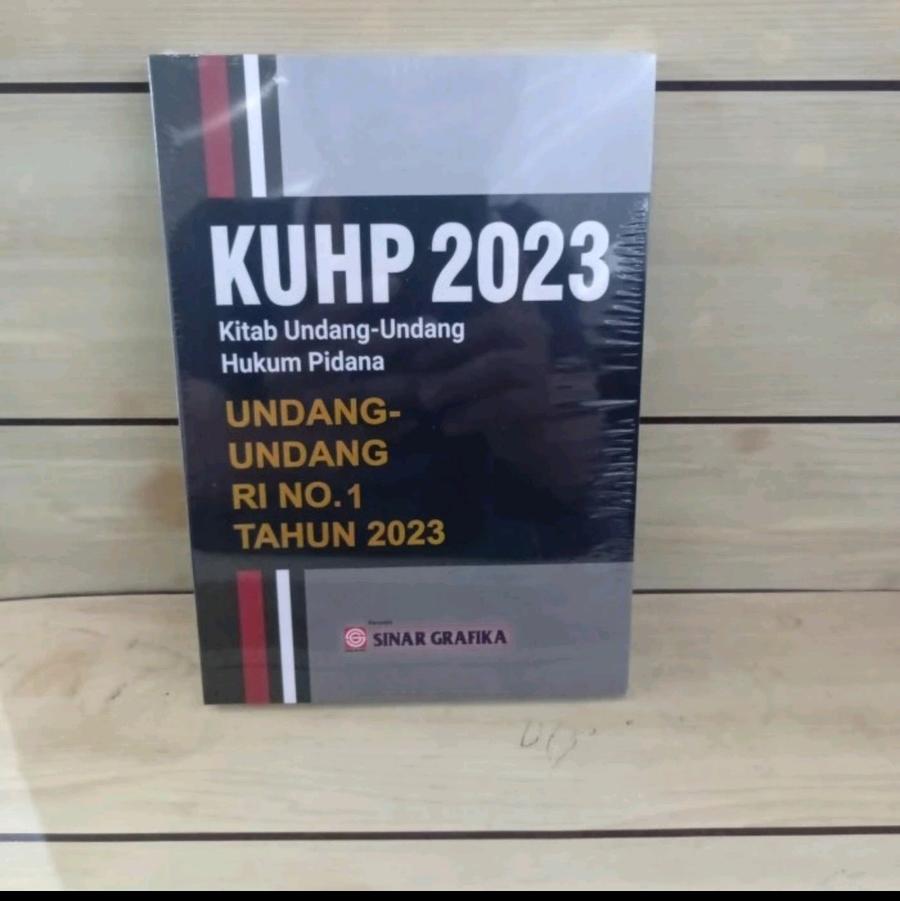 KUHP 2023
Kitab Undang-Undang
Hukum Pidana
UNDANG-
UNDANG
RI NO.1
TAHUN 2023
SINAR GRAFIKA